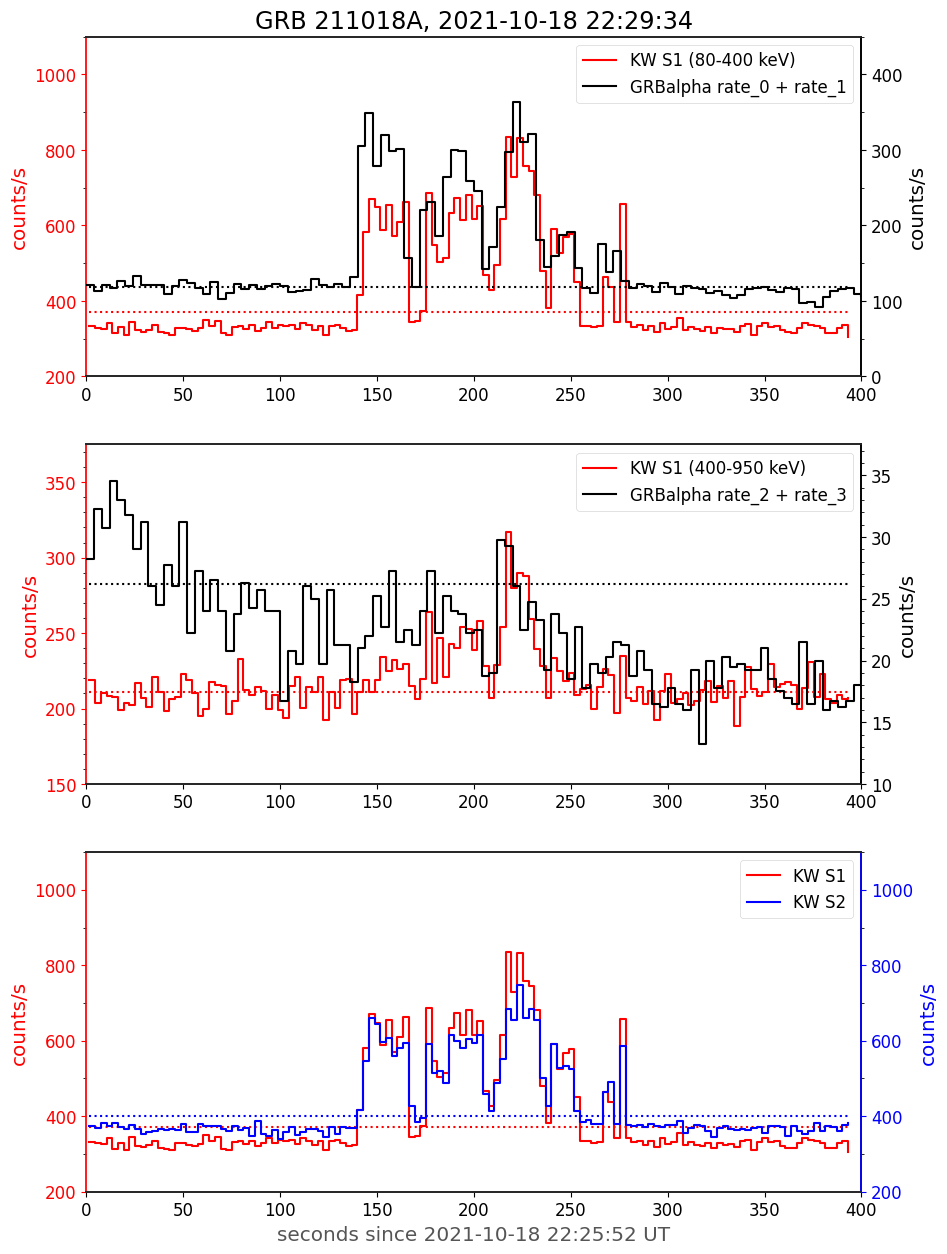 GRB 211018A, 2021-10-18 22:29:34
KW S1 (80-400 keV)
GRBalpha rate_0 + rate_1
counts/s
counts/s
1000
800
600
400
200
400
300
200
100
0
0 50 100 150 200 250 300 350 400
KW S1 (400-950 keV)
GRBalpha rate_2 + rate_3
counts/s
counts/s
350
300
250
200
150
35
30
25
20
15
10
0 50 100 150 200 250 300 350 400
KW S1
KW S2
counts/s
counts/s
1000
800
600
400
200
1000
800
600
400
200
0 50 100 150 200 250 300 350 400
seconds since 2021-10-18 22:25:52 UT